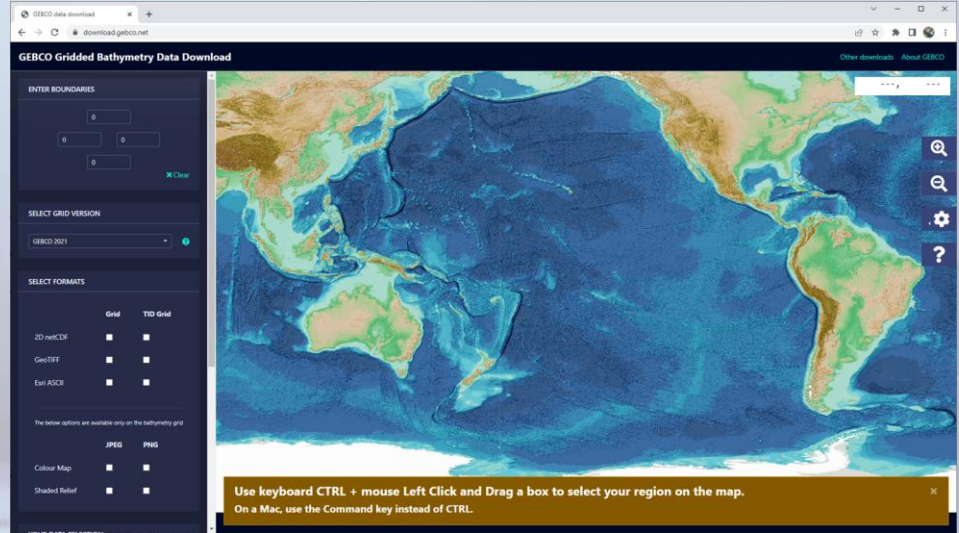 GEBCO data download
download.gebco.net
GEBCO Gridded Bathymetry Data Download
Other downloads About GEBCO
ENTER BOUNDARIES
0
0 0
0
Clear
SELECT GRID VERSION
GEBCO 2021
SELECT FORMATS
Grid TID Grid
2D netCDF
GeoTIFF
Esri ASCII
The below options are available only on the bathymetry grid
JPEG PNG
Colour Map
Shaded Relief
---, ---
Use keyboard CTRL + mouse Left Click and Drag a box to select your region on the map.
On a Mac, use the Command key instead of CTRL.